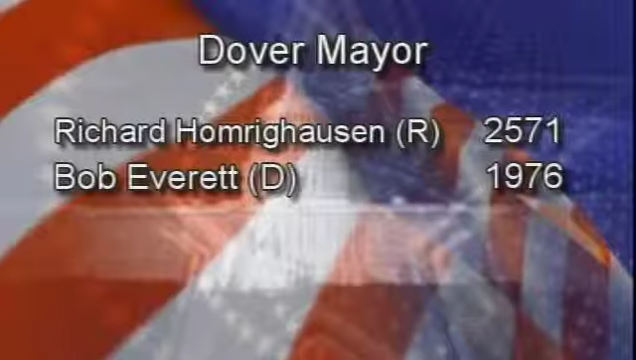 Dover Mayor
Richard Homrighausen (R) 2571
Bob Everett (D) 1976